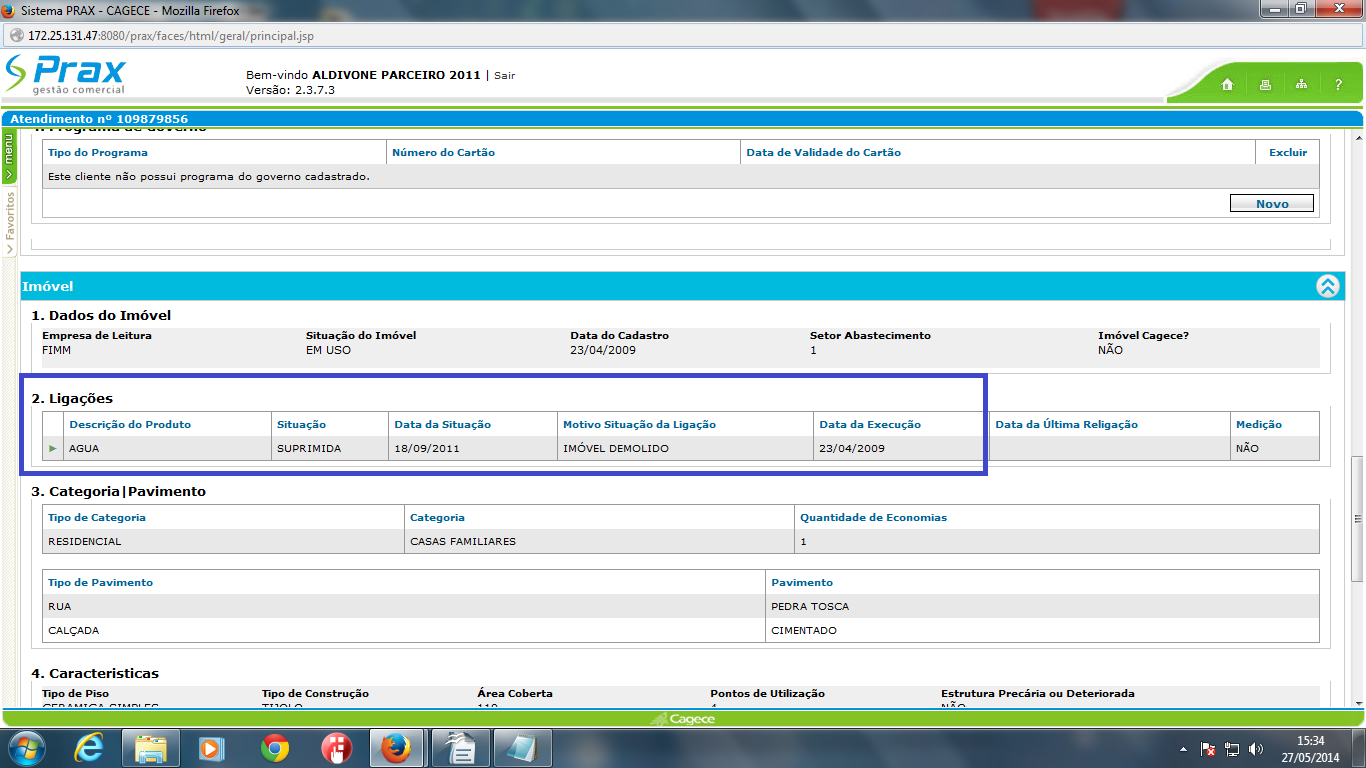 Sistema PRAX - CAGECE - Mozilla Firefox
172.25.131.47:8080/prax/faces/html/geral/principal.jsp
Prax
gestão comercial
Bem-vindo ALDIVONE PARCEIRO 2011 | Sair
Versão: 2.3.7.3
?
Atendimento nº 109879856
menu
Favoritos
Programa de Governo
Tipo do Programa Número do Cartão Data de Validade do Cartão Excluir
Este cliente não possui programa do governo cadastrado.
Novo
Imóvel
1. Dados do Imóvel
Empresa de Leitura Situação do Imóvel Data do Cadastro Setor Abastecimento Imóvel Cagece?
FIMM EM USO 23/04/2009 1 NÃO
2. Ligações
Descrição do Produto Situação Data da Situação Motivo Situação da Ligação Data da Execução Data da Última Religação Medição
AGUA SUPRIMIDA 18/09/2011 IMÓVEL DEMOLIDO 23/04/2009 NÃO
3. Categoria|Pavimento
Tipo de Categoria Categoria Quantidade de Economias
RESIDENCIAL CASAS FAMILIARES 1
Tipo de Pavimento Pavimento
RUA PEDRA TOSCA
CALÇADA CIMENTADO
4. Caracteristicas
Tipo de Piso Tipo de Construção Área Coberta Pontos de Utilização Estrutura Precária ou Deteriorada
CERAMICA SIMPLES TIJOLO NÃO
Cagece
15:34
27/05/2014